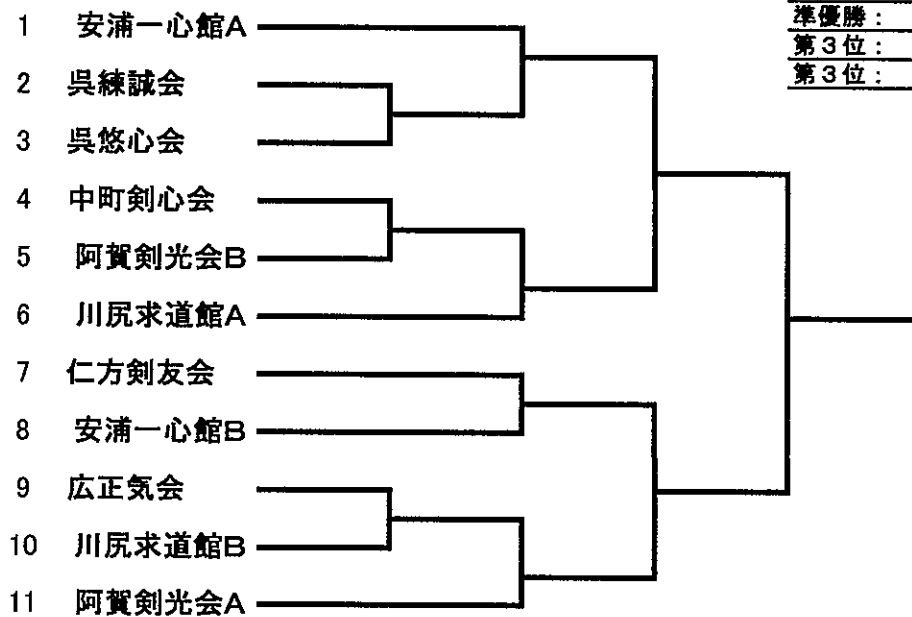 準優勝：
第３位：
第３位：
1 安浦一心館A
2 呉練誠会
3 呉悠心会
4 中町剣心会
5 阿賀剣光会B
6 川尻求道館A
7 仁方剣友会
8 安浦一心館B
9 広正気会
10 川尻求道館B
11 阿賀剣光会A